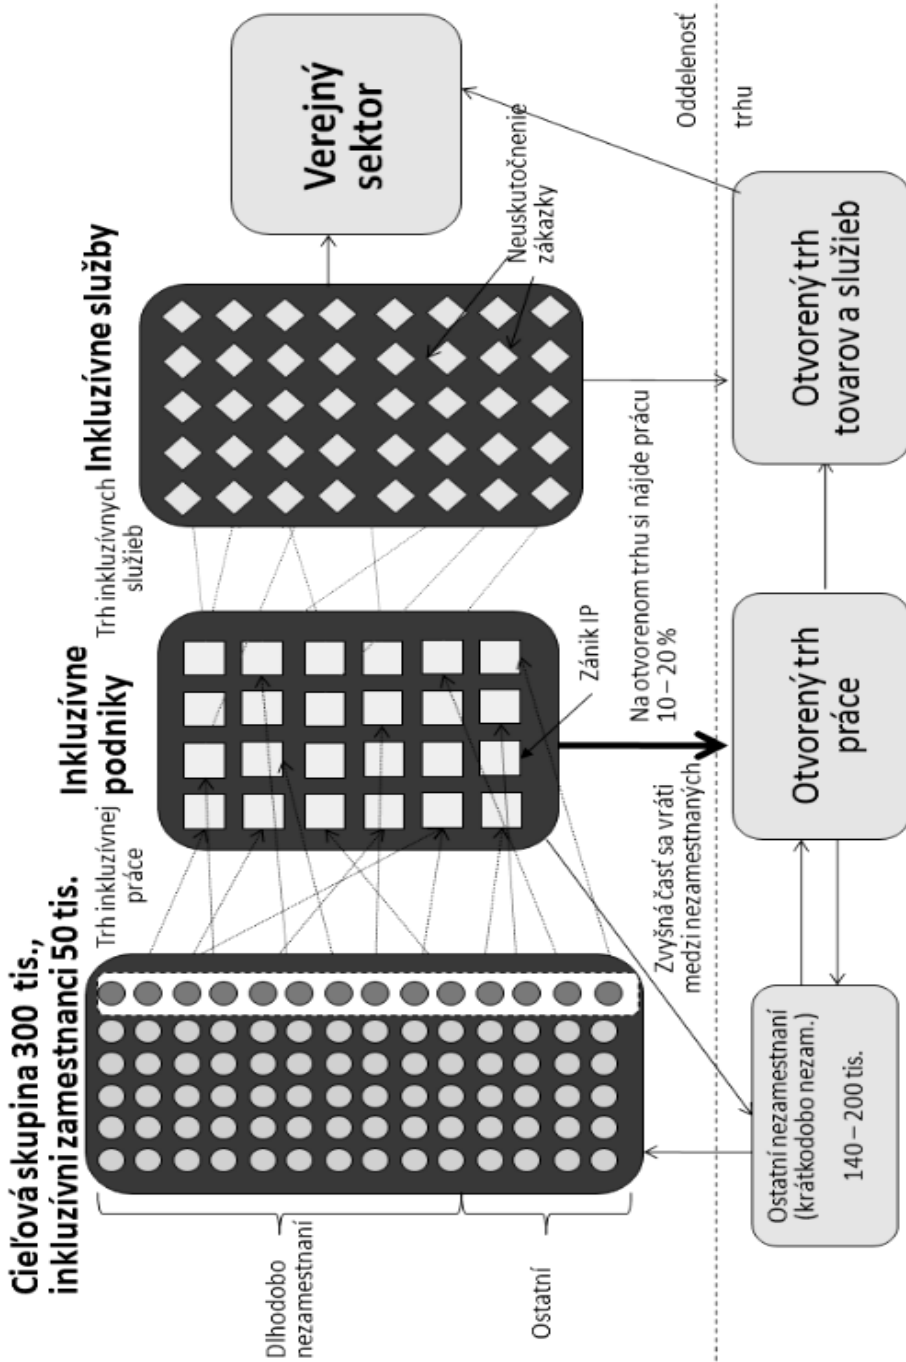 Cieľová skupina 300 tis.,
inkluzívni zamestnanci 50 tis.
Trh inkluzívnej
práce
Inkluzívne
podniky
Trh inkluzívnych
služieb
Inkluzívne služby
Verejný
sektor
Dlhodobo
nezamestnaní
Ostatní
Zánik IP
Neuskutočnenie
zákazky
Zvyšná časť sa vráti
medzi nezamestnaných
Na otvorenom trhu si nájde prácu
10 – 20 %
Oddelenosť
trhu
Ostatní nezamestnaní
(krátkodobo nezam.)
140 – 200 tis.
Otvorený trh
práce
Otvorený trh
tovarov a služieb